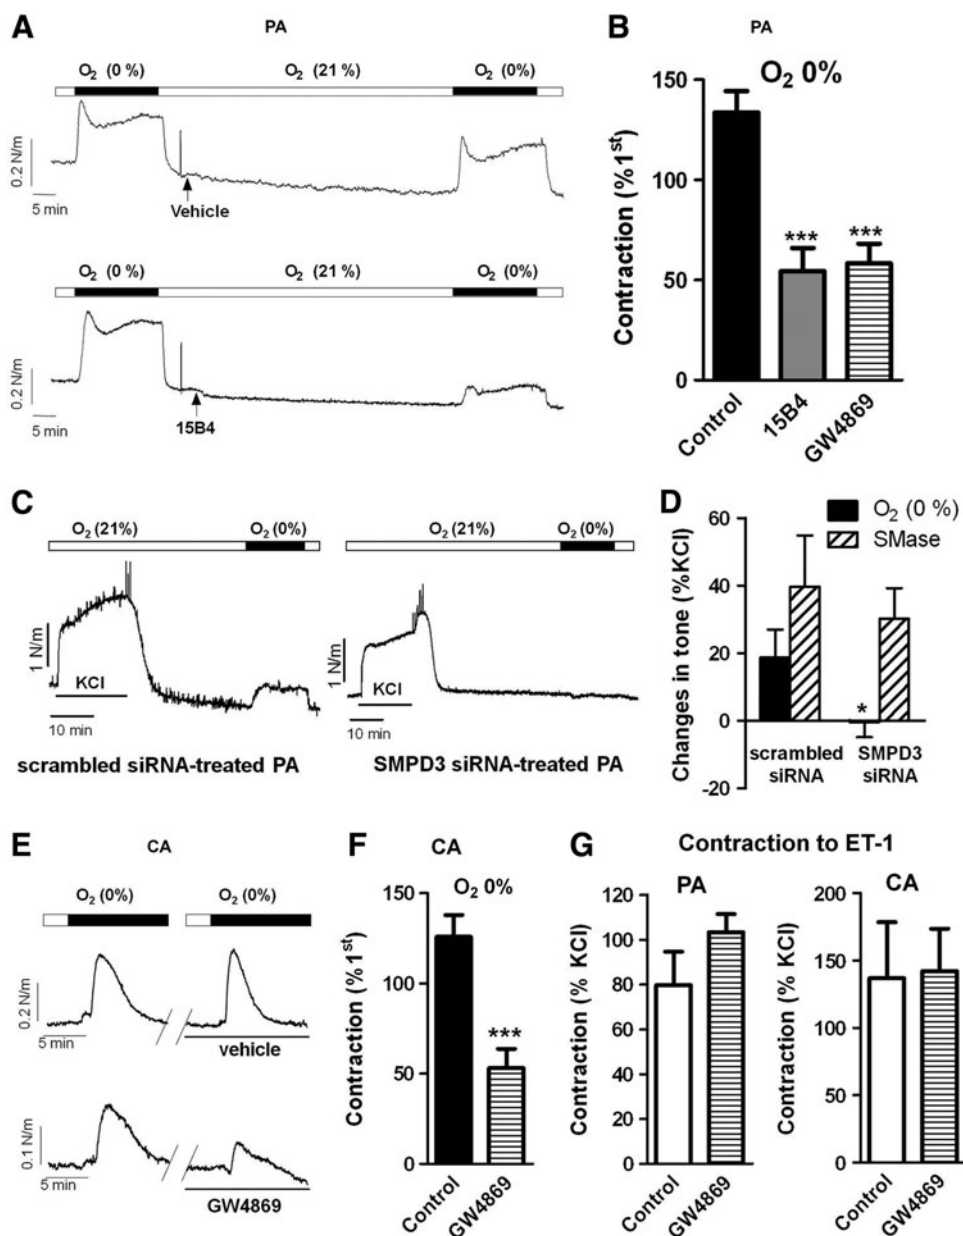 A
PA
O2 (0 %) O2 (21 %) O2 (0%)
0.2 N/m
5 min
Vehicle
O2 (0 %) O2 (21 %) O2 (0%)
0.2 N/m
5 min
15B4
B
PA
O2 0%
Contraction (%1st)
150
100
50
0
Control
15B4
GW4869
***
***
C
O2 (21%) O2 (0%)
1 N/m
KCl
10 min
scrambled siRNA-treated PA
O2 (21%) O2 (0%)
1 N/m
KCl
10 min
SMPD3 siRNA-treated PA
D
O2 (0 %)
SMase
Changes in tone (%KCl)
60
40
20
0
-20
*
scrambled
siRNA
SMPD3
siRNA
E
CA
O2 (0%) O2 (0%)
0.2 N/m
5 min
vehicle
0.1 N/m
5 min
GW4869
F
CA
O2 0%
Contraction (%1st)
150
100
50
0
***
Control
GW4869
G
Contraction to ET-1
PA
Contraction (% KCl)
120
100
80
60
40
20
0
Control
GW4869
CA
Contraction (% KCl)
200
150
100
50
0
Control
GW4869